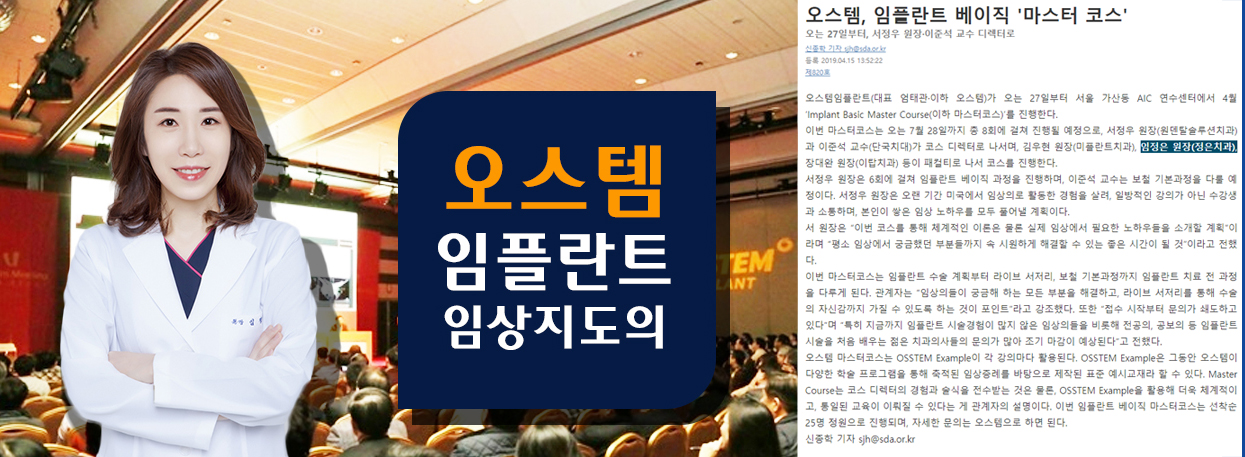 오스템
임플란트
임상지도의
STEM
PLANT
오스템, 임플란트 베이직 '마스터 코스'
오는 27일부터, 서정우 원장·이준석 교수 디렉터로
신종학 기자 sjh@sda.or.kr
등록 2019.04.15 13:52:22
제820호
오스템임플란트(대표 엄태관·이하 오스템)가 오는 27일부터 서울 가산동 AIC 연수센터에서 4월
'Implant Basic Master Course(이하 마스터코스)'를 진행한다.
이번 마스터코스는 오는 7월 28일까지 총 8회에 걸쳐 진행될 예정으로, 서정우 원장(원덴탈솔루션치과)
과 이준석 교수(단국치대)가 코스 디렉터로 나서며, 김우현 원장(미플란트치과), 임정은 원장(정은치과),
장대완 원장(이탑치과) 등이 패컬티로 나서 코스를 진행한다.
서정우 원장은 6회에 걸쳐 임플란트 베이직 과정을 진행하며, 이준석 교수는 보철 기본과정을 다룰 예
정이다. 서정우 원장은 오랜 기간 미국에서 임상의로 활동한 경험을 살려, 일방적인 강의가 아닌 수강생
과 소통하며, 본인이 쌓은 임상 노하우를 모두 풀어낼 계획이다.
서 원장은 "이번 코스를 통해 체계적인 이론은 물론 실제 임상에서 필요한 노하우들을 소개할 계획"이
라며 "평소 임상에서 궁금했던 부분들까지 속 시원하게 해결할 수 있는 좋은 시간이 될 것"이라고 전했
다.
이번 마스터코스는 임플란트 수술 계획부터 라이브 서저리, 보철 기본과정까지 임플란트 치료 전 과정
을 다루게 된다. 관계자는 "임상의들이 궁금해 하는 모든 부분을 해결하고, 라이브 서저리를 통해 수술
의 자신감까지 가질 수 있도록 하는 것이 포인트"라고 강조했다. 또한 "접수 시작부터 문의가 쇄도하고
있다"며 "특히 지금까지 임플란트 시술경험이 많지 않은 임상의들을 비롯해 전공의, 공보의 등 임플란트
시술을 처음 배우는 젊은 치과의사들의 문의가 많아 조기 마감이 예상된다"고 전했다.
오스템 마스터코스는 OSSTEM Example이 각 강의마다 활용된다. OSSTEM Example은 그동안 오스템이
다양한 학술 프로그램을 통해 축적된 임상증례를 바탕으로 제작된 표준 예시교재라 할 수 있다. Master
Course는 코스 디렉터의 경험과 술식을 전수받는 것은 물론, OSSTEM Example을 활용해 더욱 체계적이
고, 통일된 교육이 이뤄질 수 있다는 게 관계자의 설명이다. 이번 임플란트 베이직 마스터코스는 선착순
25명 정원으로 진행되며, 자세한 문의는 오스템으로 하면 된다.
신종학 기자 sjh@sda.or.kr